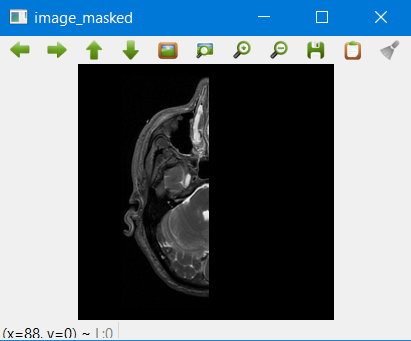 image_masked
(x=88, y=0) ~ L:0